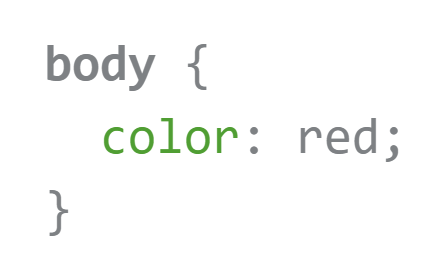 body {
  color: red;
}